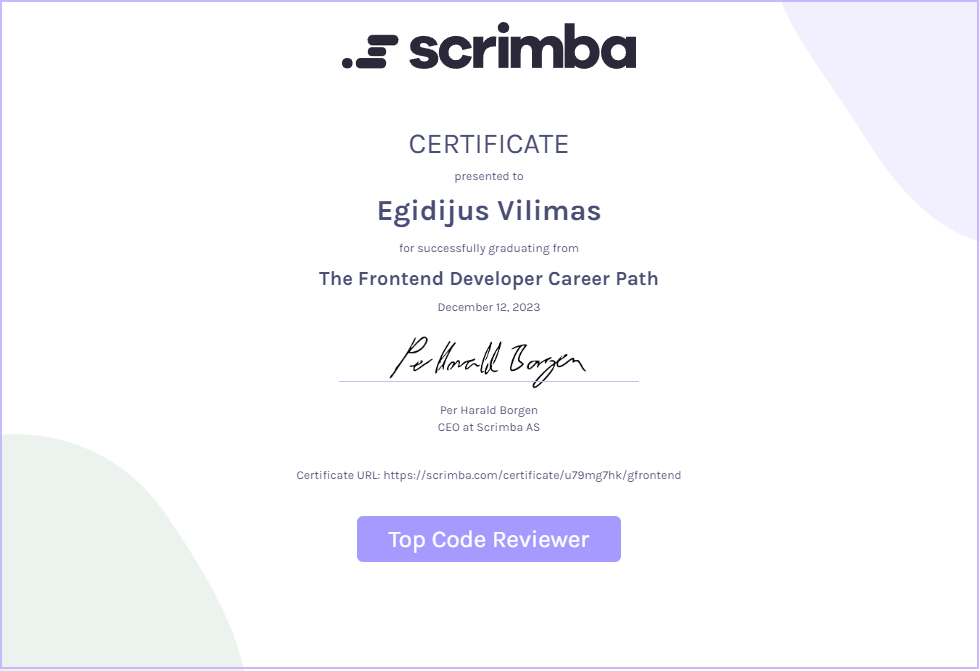 scrimba
CERTIFICATE
presented to
Egidijus Vilimas
for successfully graduating from
The Frontend Developer Career Path
December 12, 2023
Per Harald Borgen
Per Harald Borgen
CEO at Scrimba AS
Certificate URL: https://scrimba.com/certificate/u79mg7hk/gfrontend
Top Code Reviewer